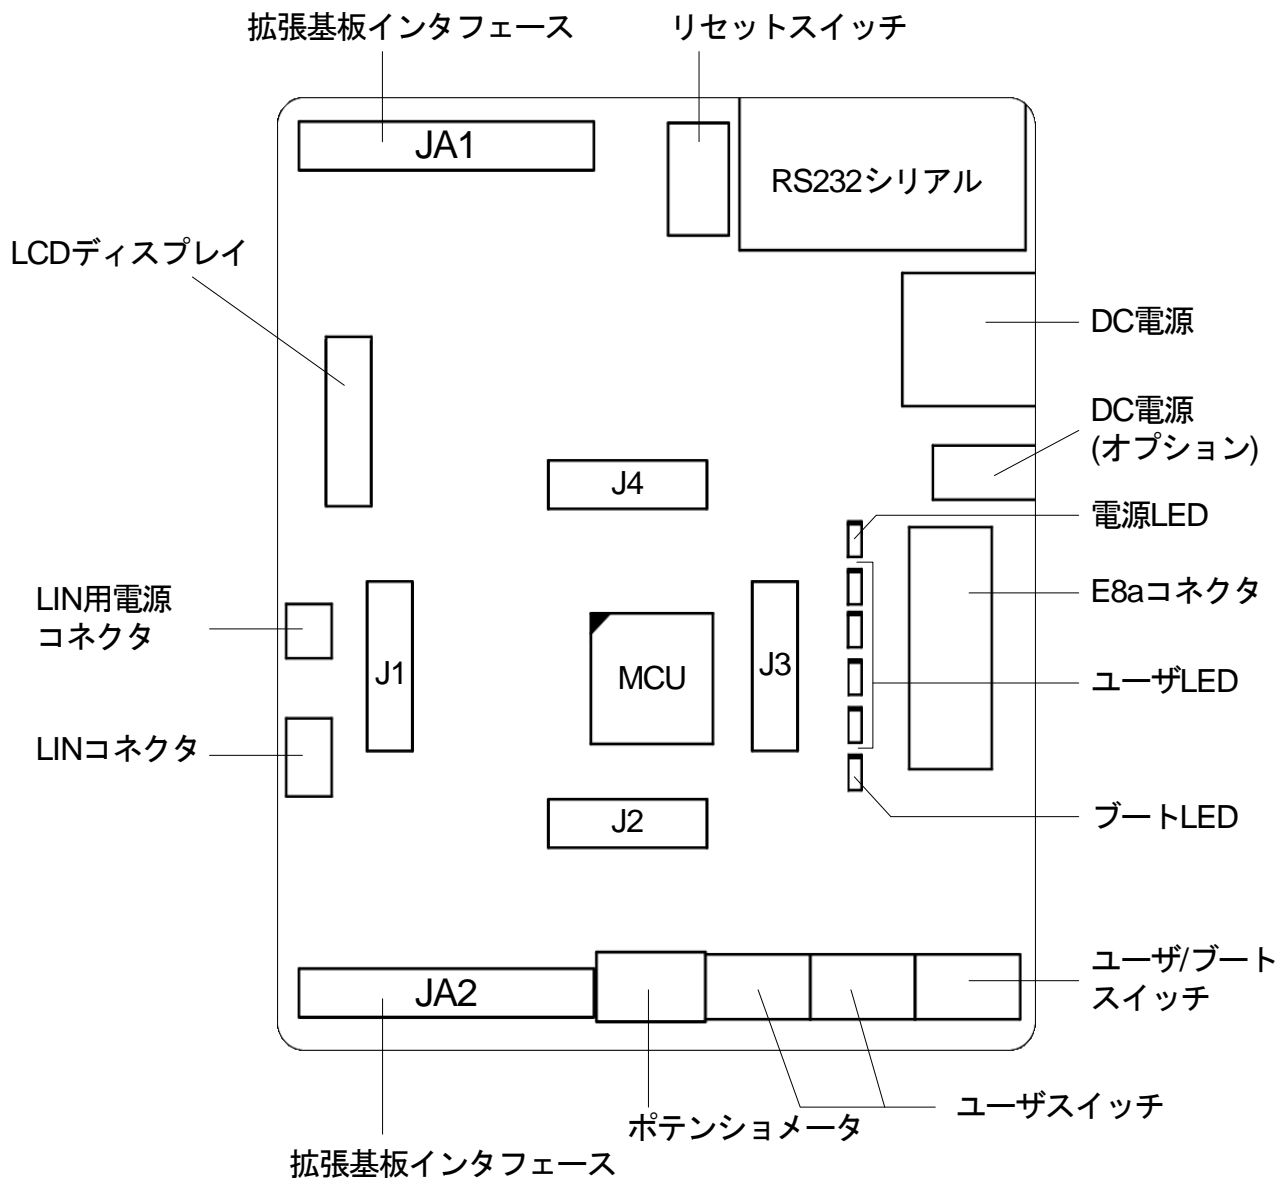 拡張基板インタフェース
リセットスイッチ
JA1
RS232シリアル
LCDディスプレイ
DC電源
DC電源
(オプション)
J4
電源LED
LIN用電源
コネクタ
E8aコネクタ
J1
MCU
J3
ユーザLED
LINコネクタ
J2
ブートLED
ユーザ/ブート
スイッチ
JA2
ユーザスイッチ
ポテンショメータ
拡張基板インタフェース